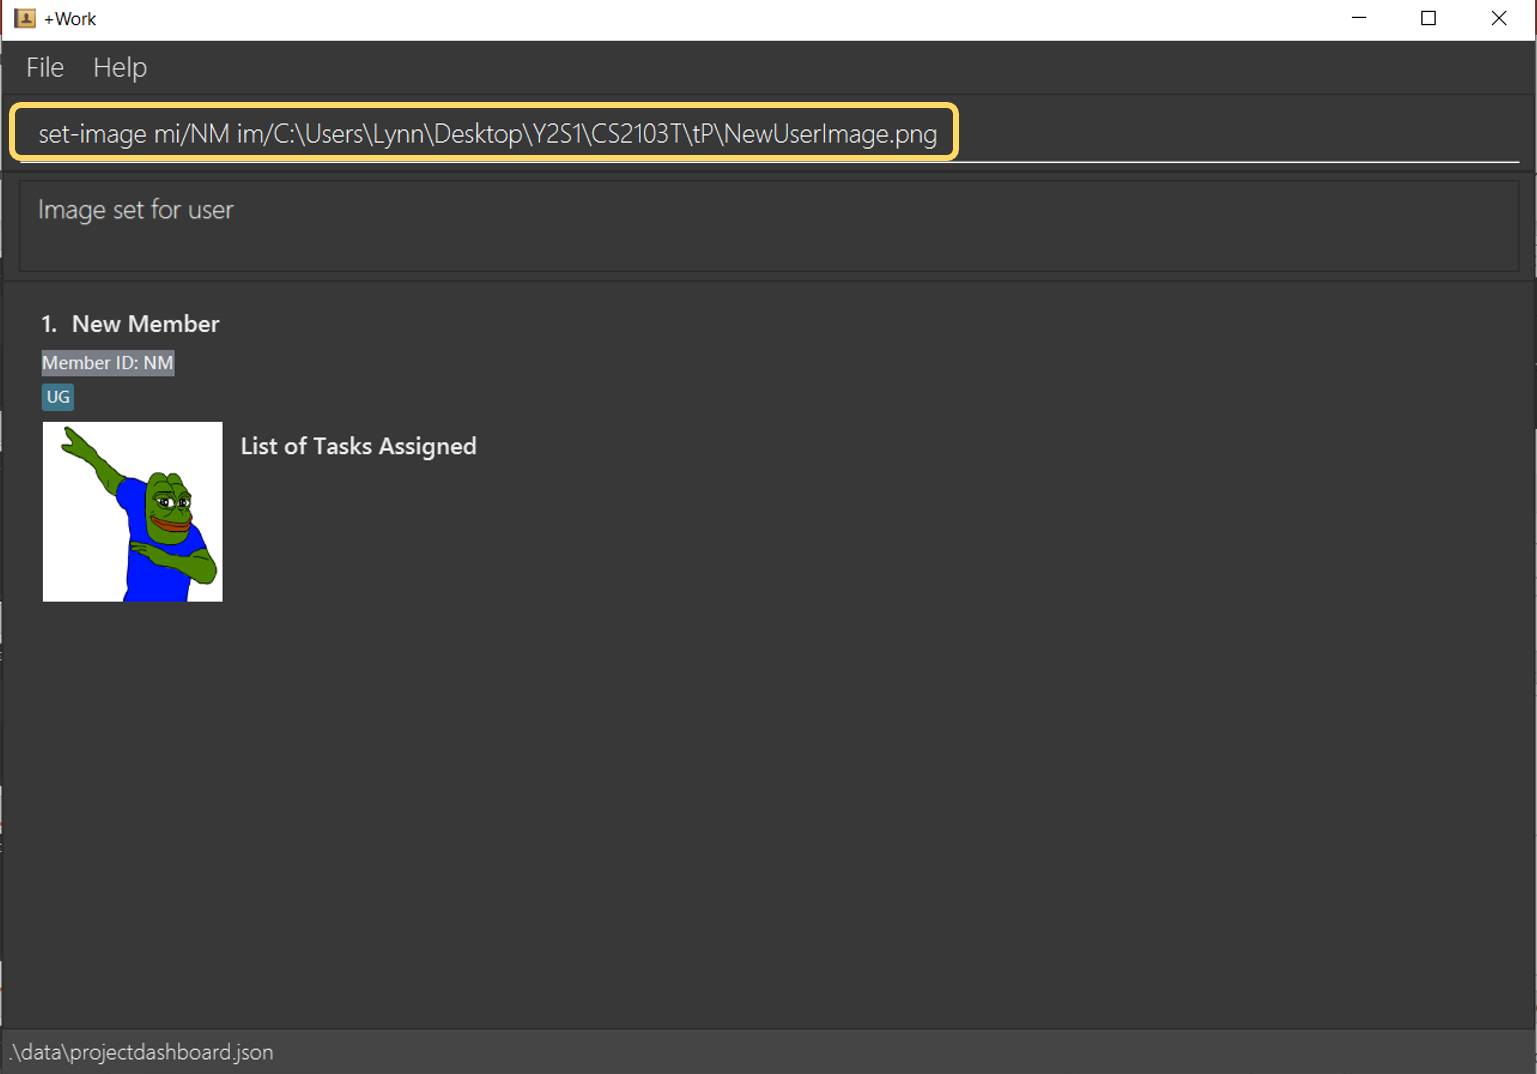 +Work
File Help
set-image mi/NM im/C:\Users\Lynn\Desktop\Y2S1\CS2103T\tP\NewUserImage.png
Image set for user
1. New Member
Member ID: NM
UG
List of Tasks Assigned
.\data\projectdashboard.json